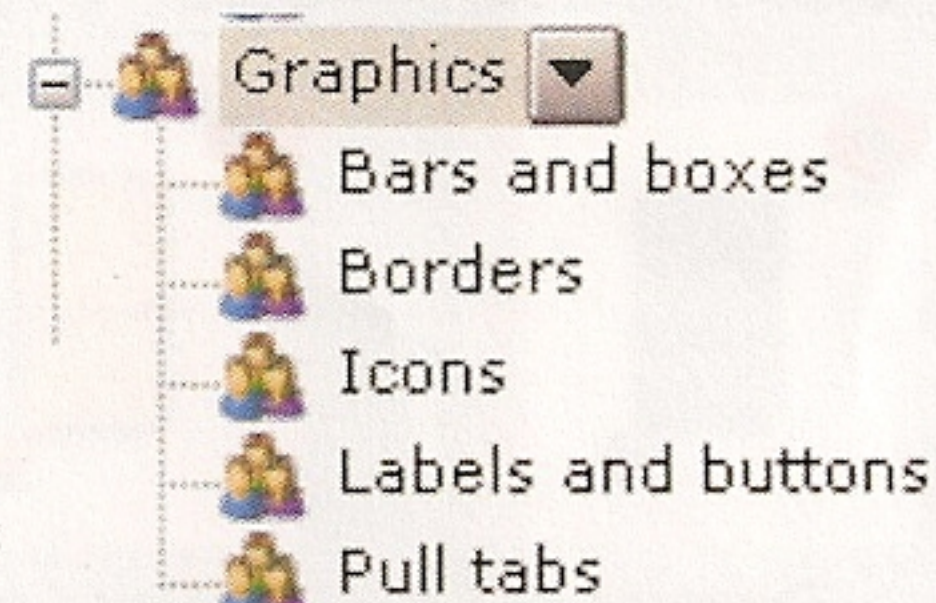 Graphics
Bars and boxes
Borders
Icons
Labels and buttons
Pull tabs